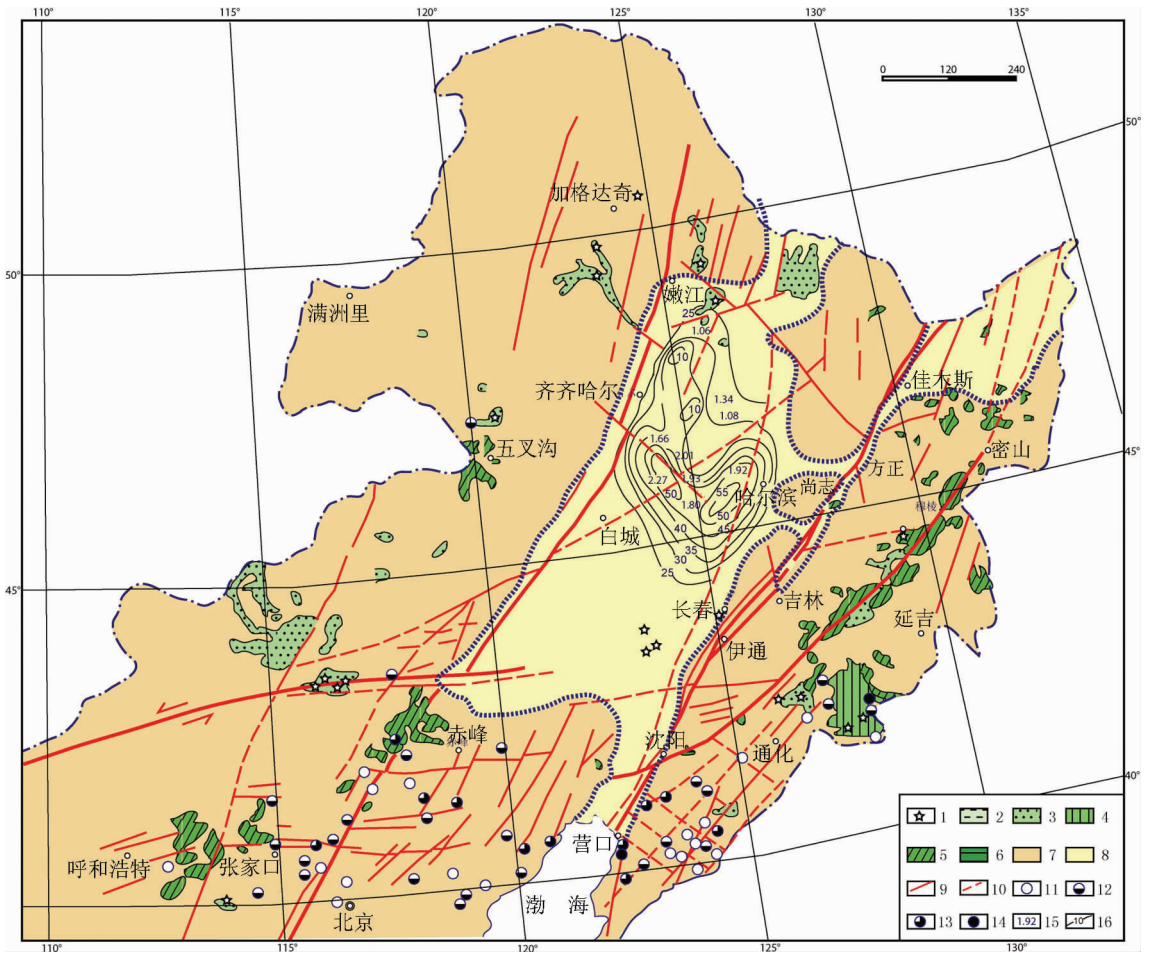 110°
115°
120°
125°
130°
135°
0 120 240
50°
加格达奇
50°
满洲里
嫩江
25
1.06
10
齐齐哈尔
佳木斯
1.34
10
1.08
1.66
五叉沟
2.01
密山
45°
方正
1.92
2.27
1.93
尚志
50
55
哈尔滨
1.80
穆棱
50
白城
40
45
35
30
25
45°
长春
吉林
延吉
伊通
赤峰
沈阳
通化
40°
营口
呼和浩特
张家口
北京
渤海
1
2
3
4
5
6
7
8
9
10
11
12
13
14
1.92 15
10 16
110°
115°
120°
125°
130°